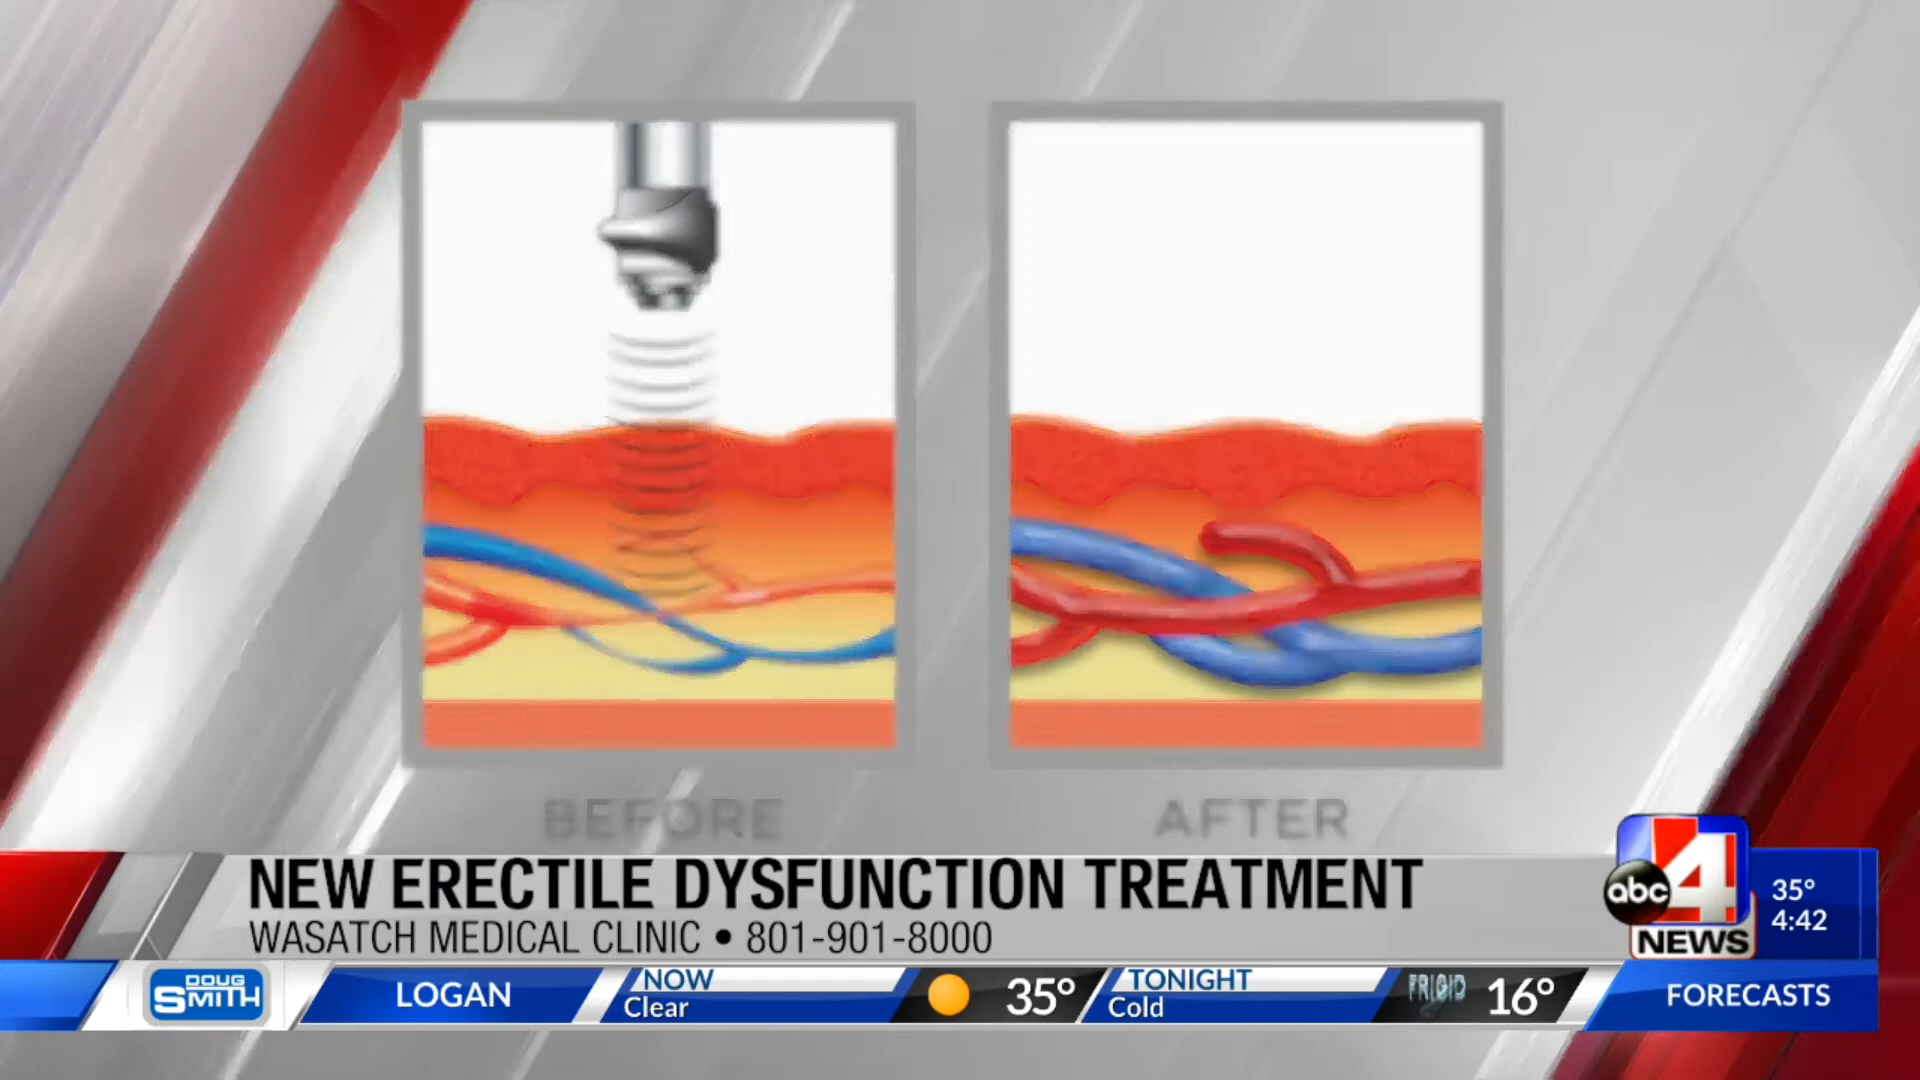 BEFORE
AFTER
NEW ERECTILE DYSFUNCTION TREATMENT
WASATCH MEDICAL CLINIC • 801-901-8000
abc 4 NEWS
35°
4:42
DOUG SMITH
LOGAN
NOW
Clear
35°
TONIGHT
Cold
FRIGID
16°
FORECASTS